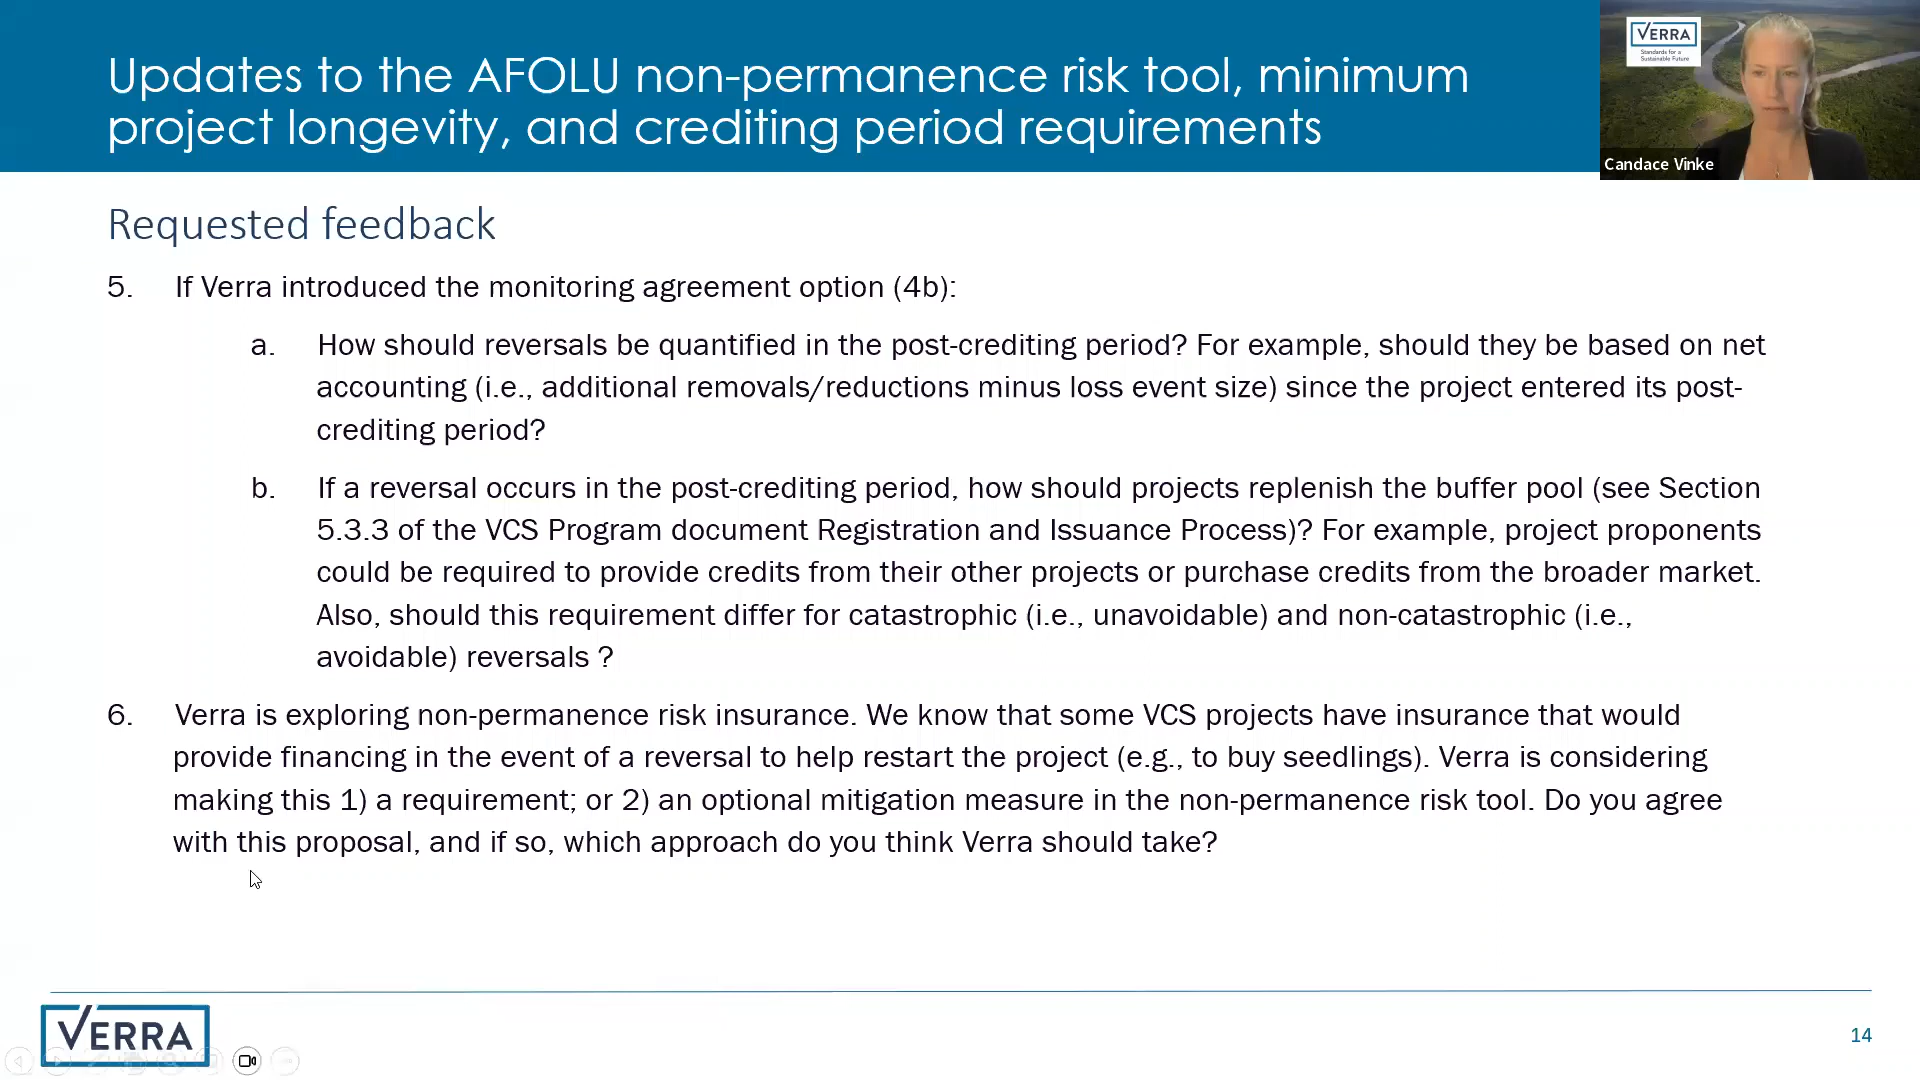 Updates to the AFOLU non-permanence risk tool, minimum
project longevity, and crediting period requirements
VERRA
Standards for a
Sustainable Future
Candace Vinke
Requested feedback
5. If Verra introduced the monitoring agreement option (4b):
a. How should reversals be quantified in the post-crediting period? For example, should they be based on net
accounting (i.e., additional removals/reductions minus loss event size) since the project entered its post-
crediting period?
b. If a reversal occurs in the post-crediting period, how should projects replenish the buffer pool (see Section
5.3.3 of the VCS Program document Registration and Issuance Process)? For example, project proponents
could be required to provide credits from their other projects or purchase credits from the broader market.
Also, should this requirement differ for catastrophic (i.e., unavoidable) and non-catastrophic (i.e.,
avoidable) reversals ?
6. Verra is exploring non-permanence risk insurance. We know that some VCS projects have insurance that would
provide financing in the event of a reversal to help restart the project (e.g., to buy seedlings). Verra is considering
making this 1) a requirement; or 2) an optional mitigation measure in the non-permanence risk tool. Do you agree
with this proposal, and if so, which approach do you think Verra should take?
VERRA
14